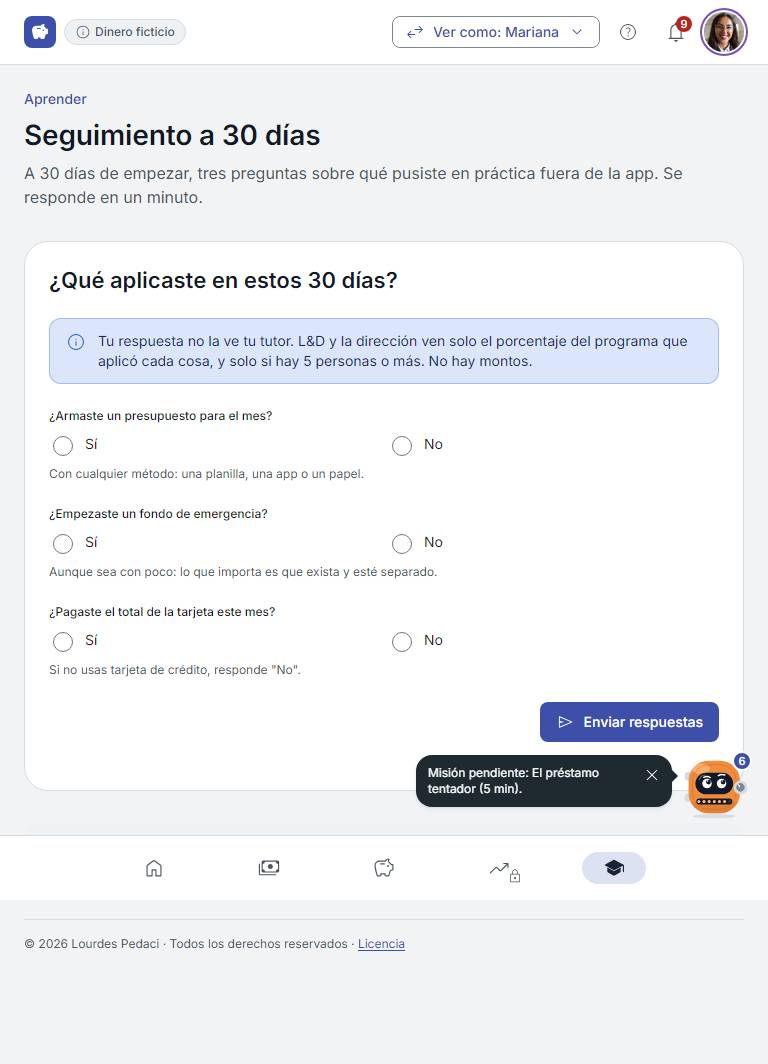 Dinero ficticio
Ver como: Mariana
9
Aprender
Seguimiento a 30 días
A 30 días de empezar, tres preguntas sobre qué pusiste en práctica fuera de la app. Se
responde en un minuto.
¿Qué aplicaste en estos 30 días?
Tu respuesta no la ve tu tutor. L&D y la dirección ven solo el porcentaje del programa que
aplicó cada cosa, y solo si hay 5 personas o más. No hay montos.
¿Armaste un presupuesto para el mes?
Sí No
Con cualquier método: una planilla, una app o un papel.
¿Empezaste un fondo de emergencia?
Sí No
Aunque sea con poco: lo que importa es que exista y esté separado.
¿Pagaste el total de la tarjeta este mes?
Sí No
Si no usas tarjeta de crédito, responde "No".
Enviar respuestas
Misión pendiente: El préstamo
tentador (5 min).
6
© 2026 Lourdes Pedaci · Todos los derechos reservados · Licencia